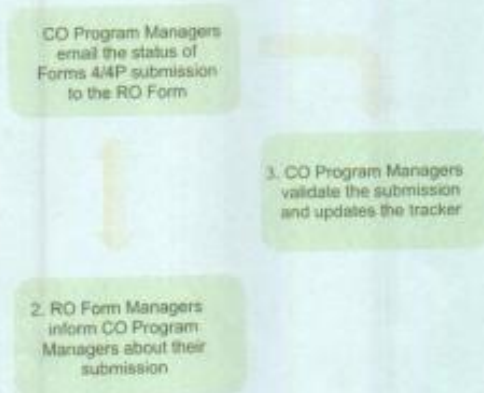 CO Program Managers
email the status of
Forms 4/4P submission
to the RO Form
3. CO Program Managers
validate the submission
and updates the tracker
2. RO Form Managers
inform CO Program
Managers about their
submission